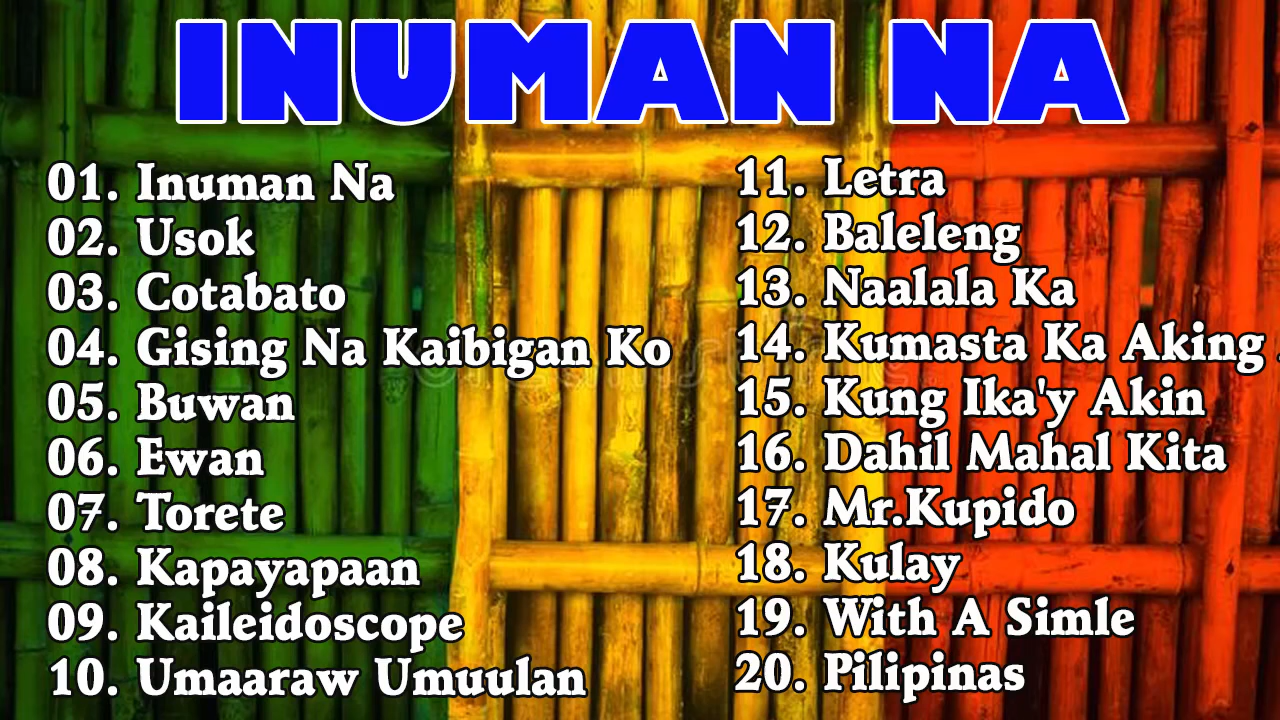 INUMAN NA
01. Inuman Na
02. Usok
03. Cotabato
04. Gising Na Kaibigan Ko
05. Buwan
06. Ewan
07. Torete
08. Kapayapaan
09. Kaileidoscope
10. Umaaraw Umuulan
11. Letra
12. Baleleng
13. Naalala Ka
14. Kumasta Ka Aking
15. Kung Ika'y Akin
16. Dahil Mahal Kita
17. Mr.Kupido
18. Kulay
19. With A Simle
20. Pilipinas